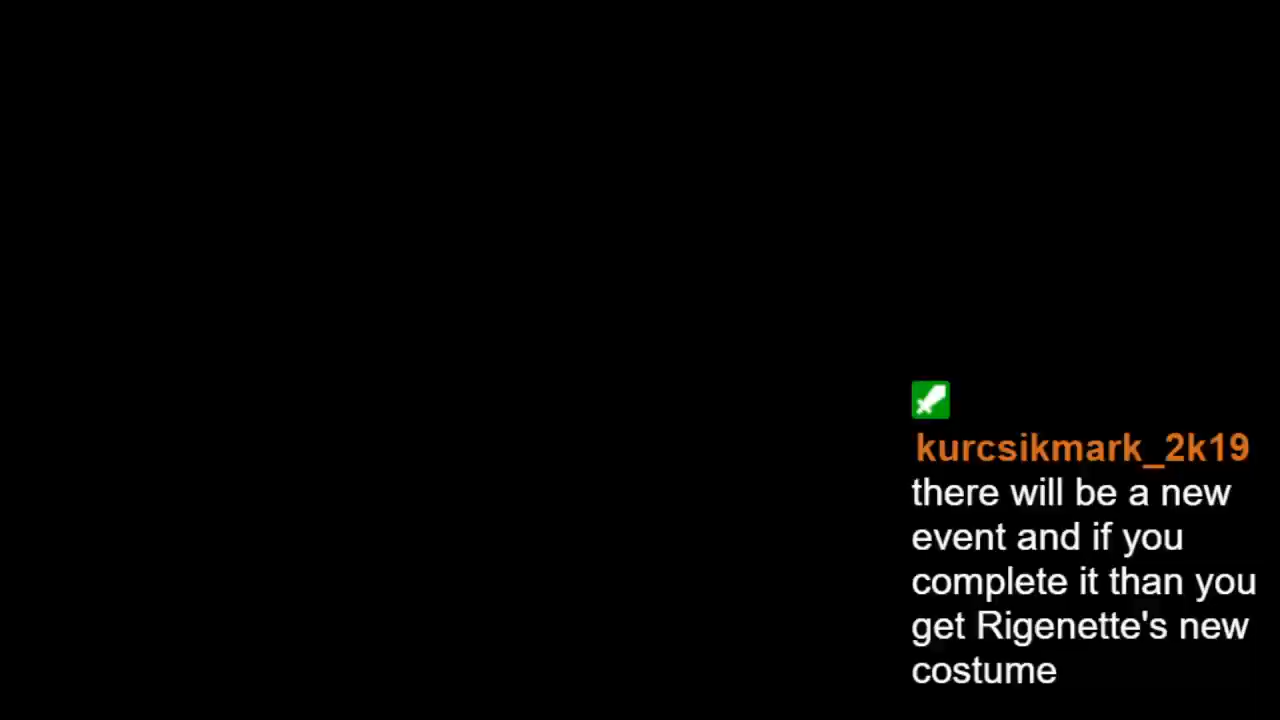 kurcsikmark_2k19
there will be a new
event and if you
complete it than you
get Rigenette's new
costume